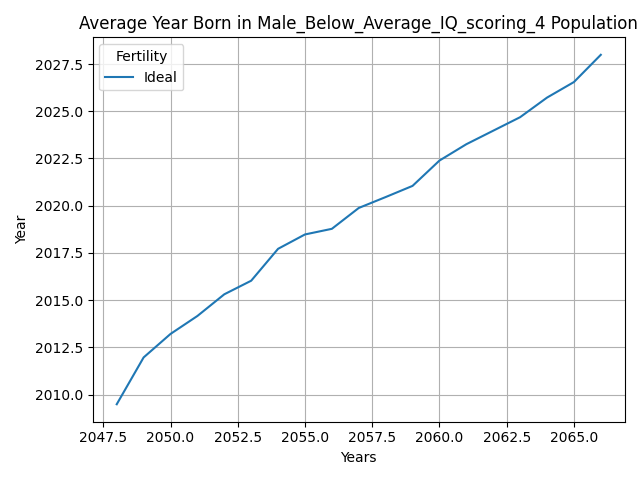 Average Year Born in Male_Below_Average_IQ_scoring_4 Population
Fertility
Ideal
2027.5
2025.0
2022.5
2020.0
2017.5
2015.0
2012.5
2010.0
Year
2047.5 2050.0 2052.5 2055.0 2057.5 2060.0 2062.5 2065.0
Years